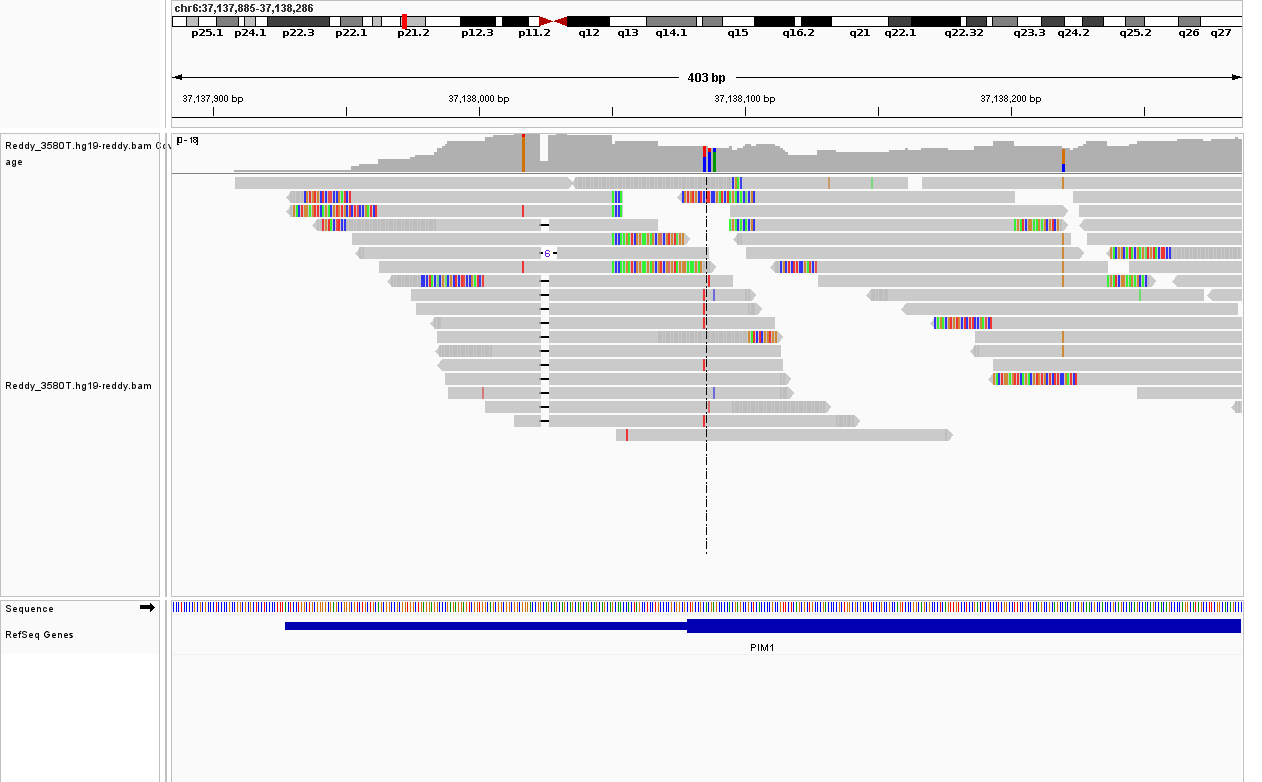 chr6:37,137,885-37,138,286
p25.1 p24.1 p22.3 p22.1 p21.2 p12.3 p11.2 q12 q13 q14.1 q15 q16.2 q21 q22.1 q22.32 q23.3 q24.2 q25.2 q26 q27
403 bp
37,137,900 bp 37,138,000 bp 37,138,100 bp 37,138,200 bp
Reddy_3580T.hg19-reddy.bam Cov
age
[0 - 18]
6
Reddy_3580T.hg19-reddy.bam
Sequence
RefSeq Genes
PIM1